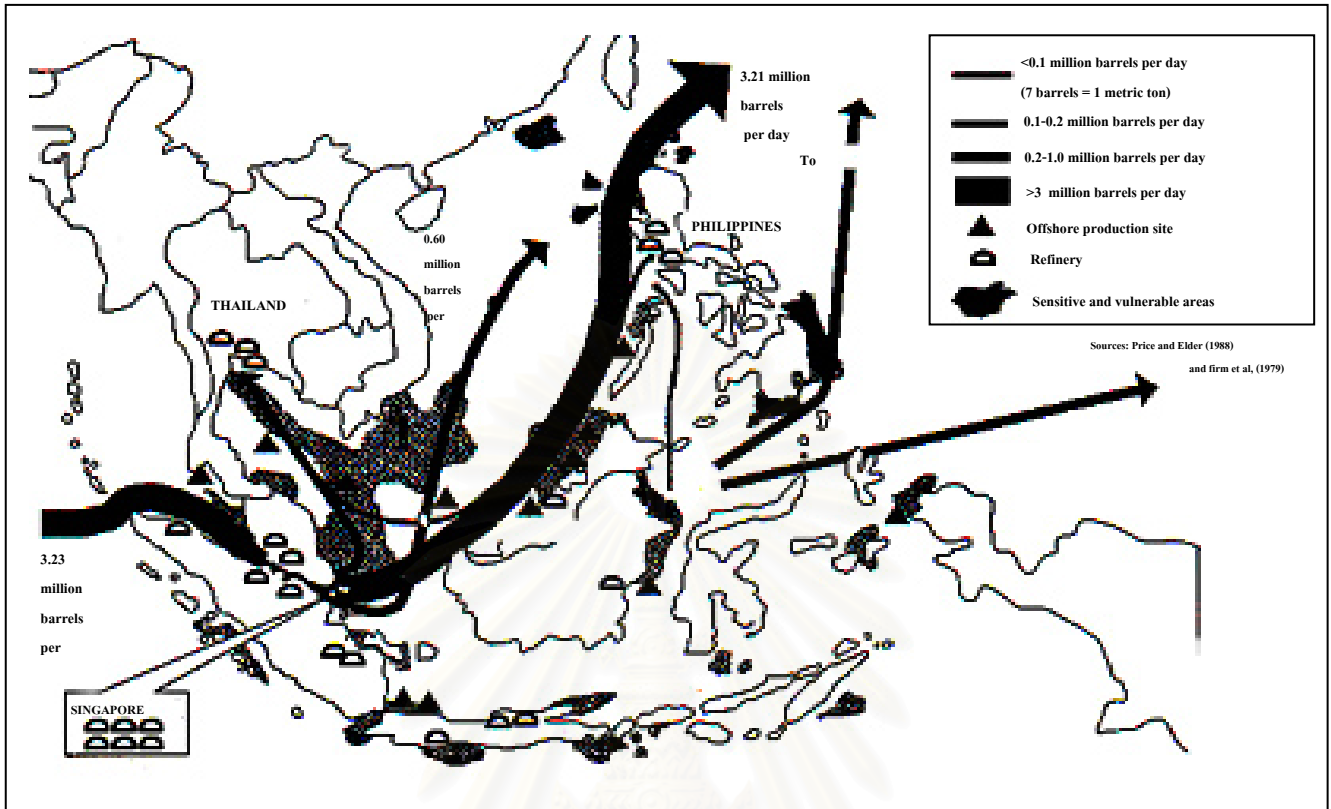 3.21 million
barrels
per day
To
<0.1 million barrels per day
(7 barrels = 1 metric ton)
0.1-0.2 million barrels per day
0.2-1.0 million barrels per day
>3 million barrels per day
Offshore production site
Refinery
Sensitive and vulnerable areas
Sources: Price and Elder (1988)
and firm et al, (1979)
PHILIPPINES
0.60
million
barrels
per
THAILAND
3.23
million
barrels
per
SINGAPORE